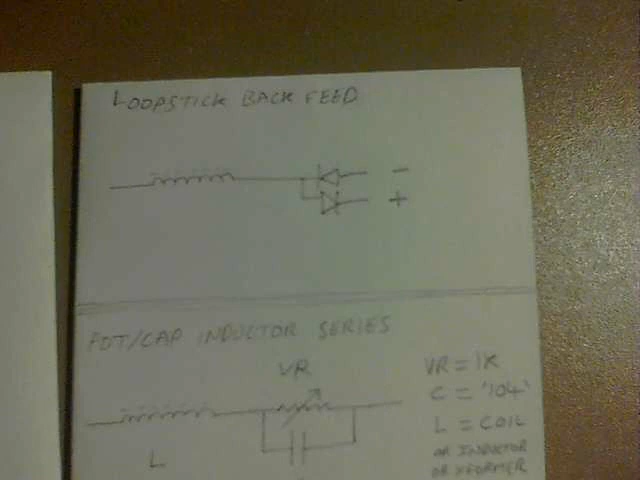 LOOPSTICK BACK FEED
−
+
POT/CAP INDUCTOR SERIES
VR
VR = 1K
C = '104'
L = COIL
L
OR INDUCTOR
OR XFORMER